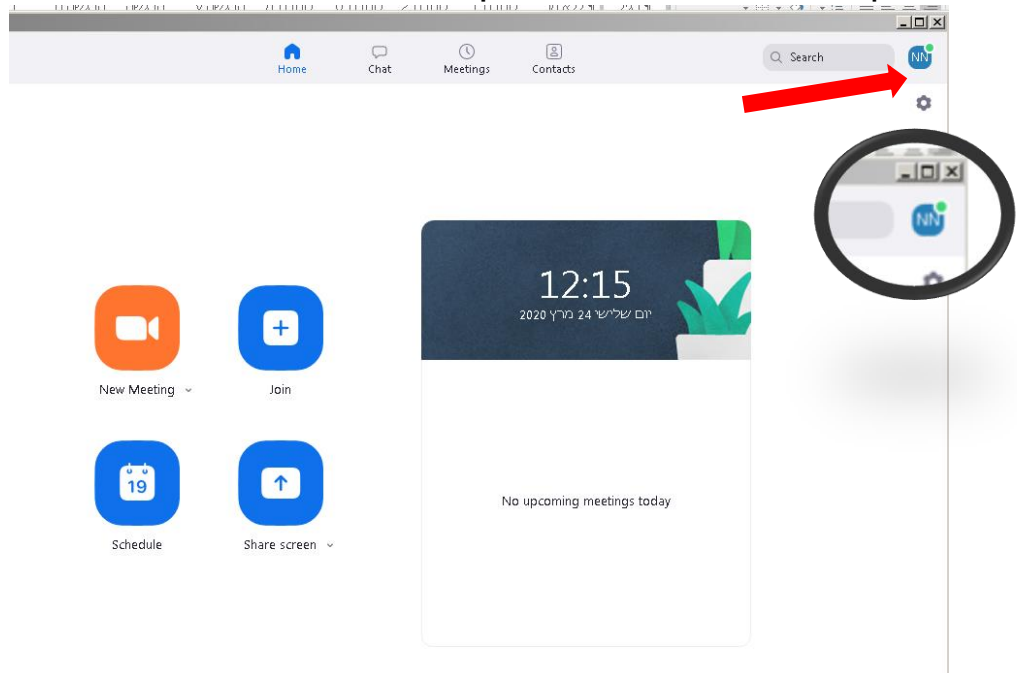 Home
Chat
Meetings
Contacts
Search
NN
NN
12:15
יום שלישי 24 מרץ 2020
New Meeting
Join
19
Schedule
Share screen
No upcoming meetings today